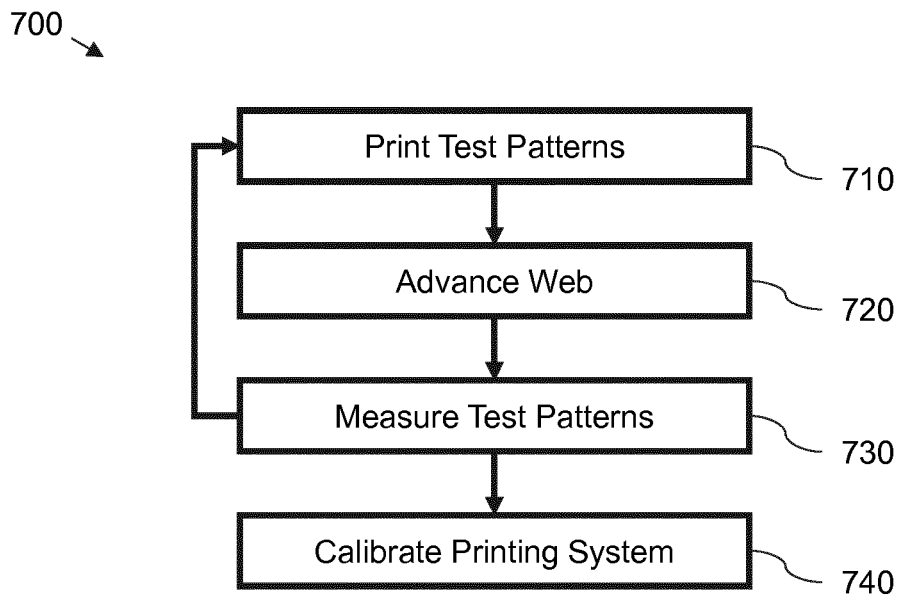 700
Print Test Patterns
710
Advance Web
720
Measure Test Patterns
730
Calibrate Printing System
740